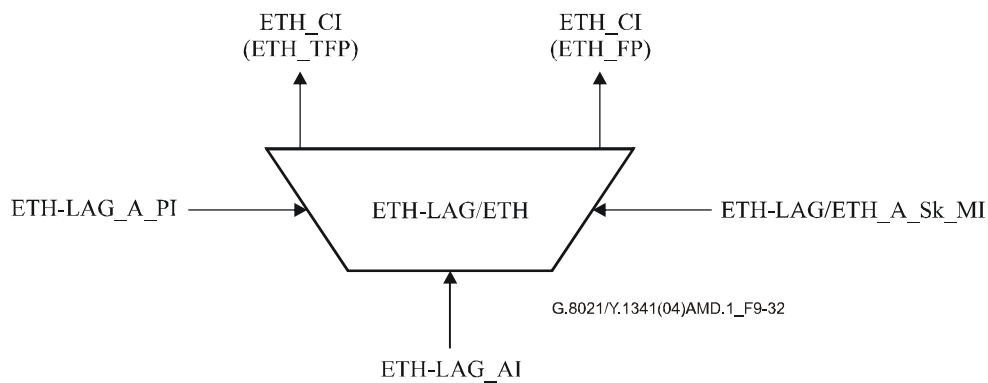 ETH_CI
(ETH_TFP)
ETH_CI
(ETH_FP)
ETH-LAG_A_PI
ETH-LAG/ETH
ETH-LAG/ETH_A_Sk_MI
G.8021/Y.1341(04)AMD.1_F9-32
ETH-LAG_AI